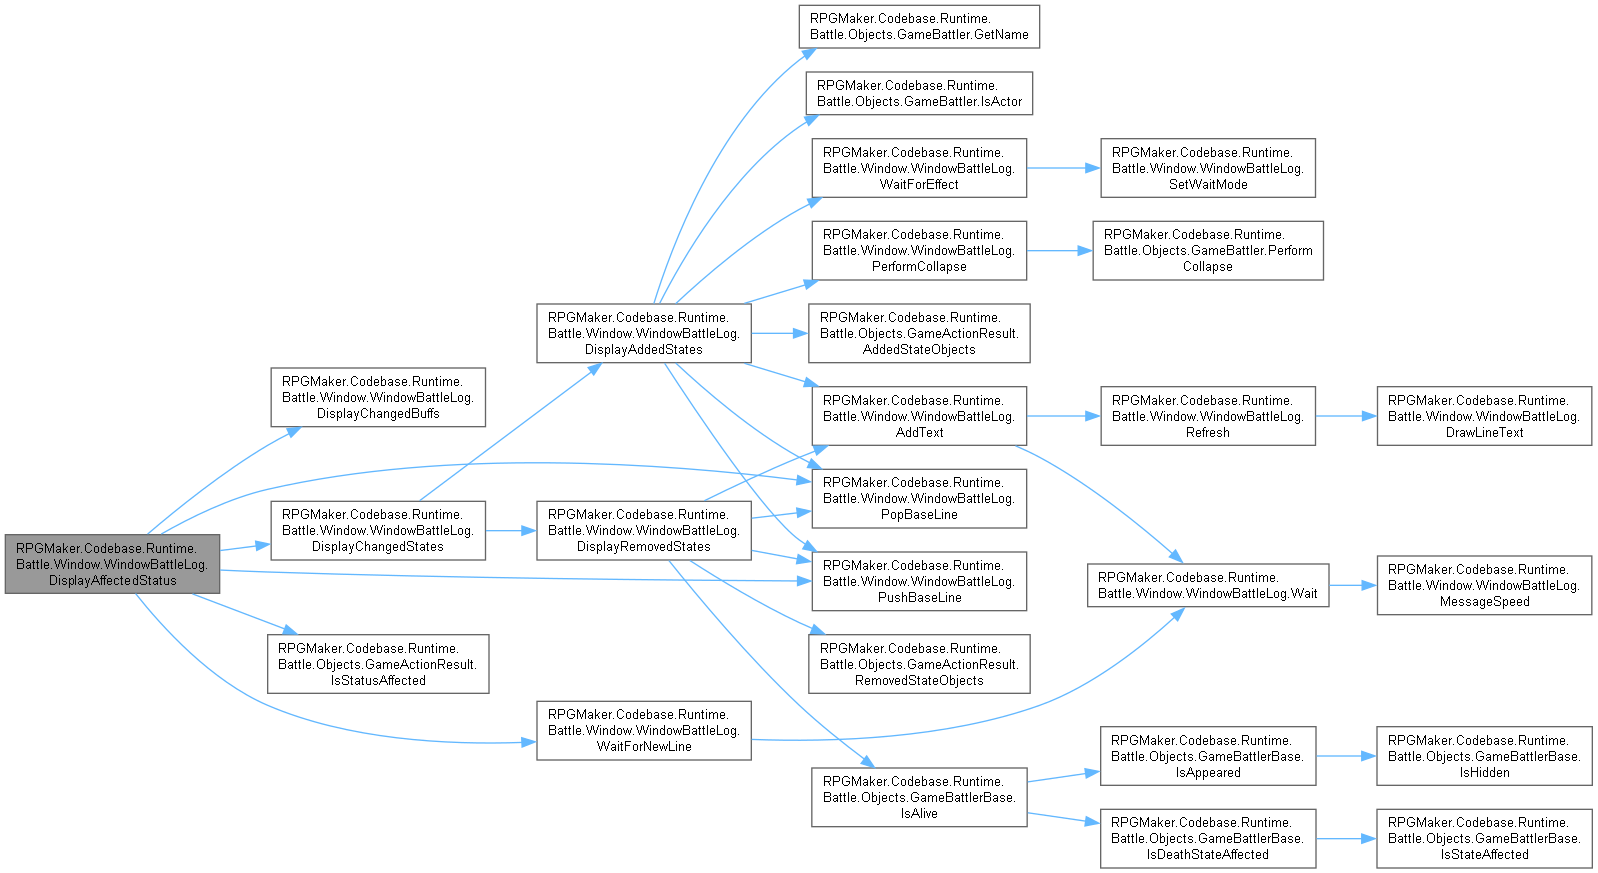 RPGMaker.Codebase.Runtime.
Battle.Objects.GameBattler.GetName
RPGMaker.Codebase.Runtime.
Battle.Objects.GameBattler.IsActor
RPGMaker.Codebase.Runtime.
Battle.Window.WindowBattleLog.
WaitForEffect
RPGMaker.Codebase.Runtime.
Battle.Window.WindowBattleLog.
SetWaitMode
RPGMaker.Codebase.Runtime.
Battle.Window.WindowBattleLog.
PerformCollapse
RPGMaker.Codebase.Runtime.
Battle.Objects.GameBattler.Perform
Collapse
RPGMaker.Codebase.Runtime.
Battle.Window.WindowBattleLog.
DisplayAddedStates
RPGMaker.Codebase.Runtime.
Battle.Objects.GameActionResult.
AddedStateObjects
RPGMaker.Codebase.Runtime.
Battle.Window.WindowBattleLog.
DisplayChangedBuffs
RPGMaker.Codebase.Runtime.
Battle.Window.WindowBattleLog.
AddText
RPGMaker.Codebase.Runtime.
Battle.Window.WindowBattleLog.
Refresh
RPGMaker.Codebase.Runtime.
Battle.Window.WindowBattleLog.
DrawLineText
RPGMaker.Codebase.Runtime.
Battle.Window.WindowBattleLog.
PopBaseLine
RPGMaker.Codebase.Runtime.
Battle.Window.WindowBattleLog.
DisplayChangedStates
RPGMaker.Codebase.Runtime.
Battle.Window.WindowBattleLog.
DisplayRemovedStates
RPGMaker.Codebase.Runtime.
Battle.Window.WindowBattleLog.
DisplayAffectedStatus
RPGMaker.Codebase.Runtime.
Battle.Window.WindowBattleLog.
PushBaseLine
RPGMaker.Codebase.Runtime.
Battle.Window.WindowBattleLog.Wait
RPGMaker.Codebase.Runtime.
Battle.Window.WindowBattleLog.
MessageSpeed
RPGMaker.Codebase.Runtime.
Battle.Objects.GameActionResult.
IsStatusAffected
RPGMaker.Codebase.Runtime.
Battle.Objects.GameActionResult.
RemovedStateObjects
RPGMaker.Codebase.Runtime.
Battle.Window.WindowBattleLog.
WaitForNewLine
RPGMaker.Codebase.Runtime.
Battle.Objects.GameBattlerBase.
IsAppeared
RPGMaker.Codebase.Runtime.
Battle.Objects.GameBattlerBase.
IsHidden
RPGMaker.Codebase.Runtime.
Battle.Objects.GameBattlerBase.
IsAlive
RPGMaker.Codebase.Runtime.
Battle.Objects.GameBattlerBase.
IsDeathStateAffected
RPGMaker.Codebase.Runtime.
Battle.Objects.GameBattlerBase.
IsStateAffected